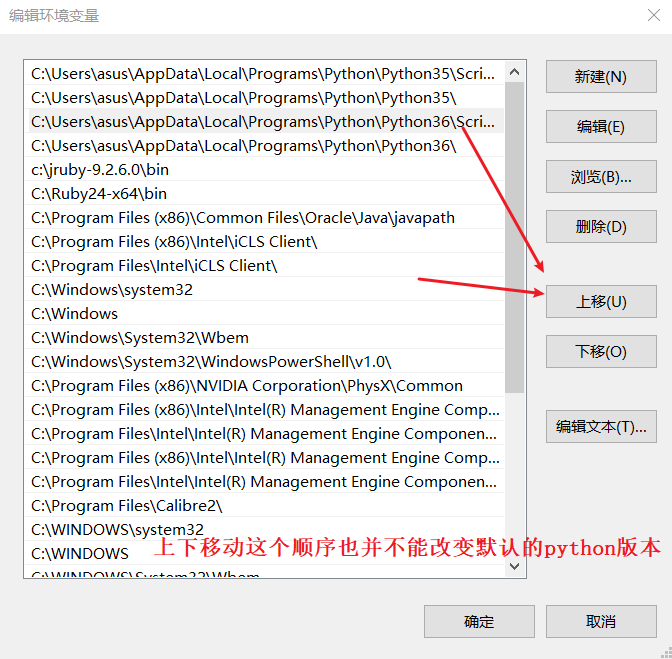 编辑环境变量
C:\Users\asus\AppData\Local\Programs\Python\Python35\Scri...
C:\Users\asus\AppData\Local\Programs\Python\Python35\
C:\Users\asus\AppData\Local\Programs\Python\Python36\Scri...
C:\Users\asus\AppData\Local\Programs\Python\Python36\
c:\jruby-9.2.6.0\bin
C:\Ruby24-x64\bin
C:\Program Files (x86)\Common Files\Oracle\Java\javapath
C:\Program Files (x86)\Intel\iCLS Client\
C:\Program Files\Intel\iCLS Client\
C:\Windows\system32
C:\Windows
C:\Windows\System32\Wbem
C:\Windows\System32\WindowsPowerShell\v1.0\
C:\Program Files (x86)\NVIDIA Corporation\PhysX\Common
C:\Program Files (x86)\Intel\Intel(R) Management Engine Comp...
C:\Program Files\Intel\Intel(R) Management Engine Componen...
C:\Program Files (x86)\Intel\Intel(R) Management Engine Comp...
C:\Program Files\Intel\Intel(R) Management Engine Componen...
C:\Program Files\Calibre2\
C:\WINDOWS\system32
C:\WINDOWS
C:\WINDOWS\System32\Wbem
上下移动这个顺序也并不能改变默认的python版本
新建(N)
编辑(E)
浏览(B)...
删除(D)
上移(U)
下移(O)
编辑文本(T)...
确定
取消